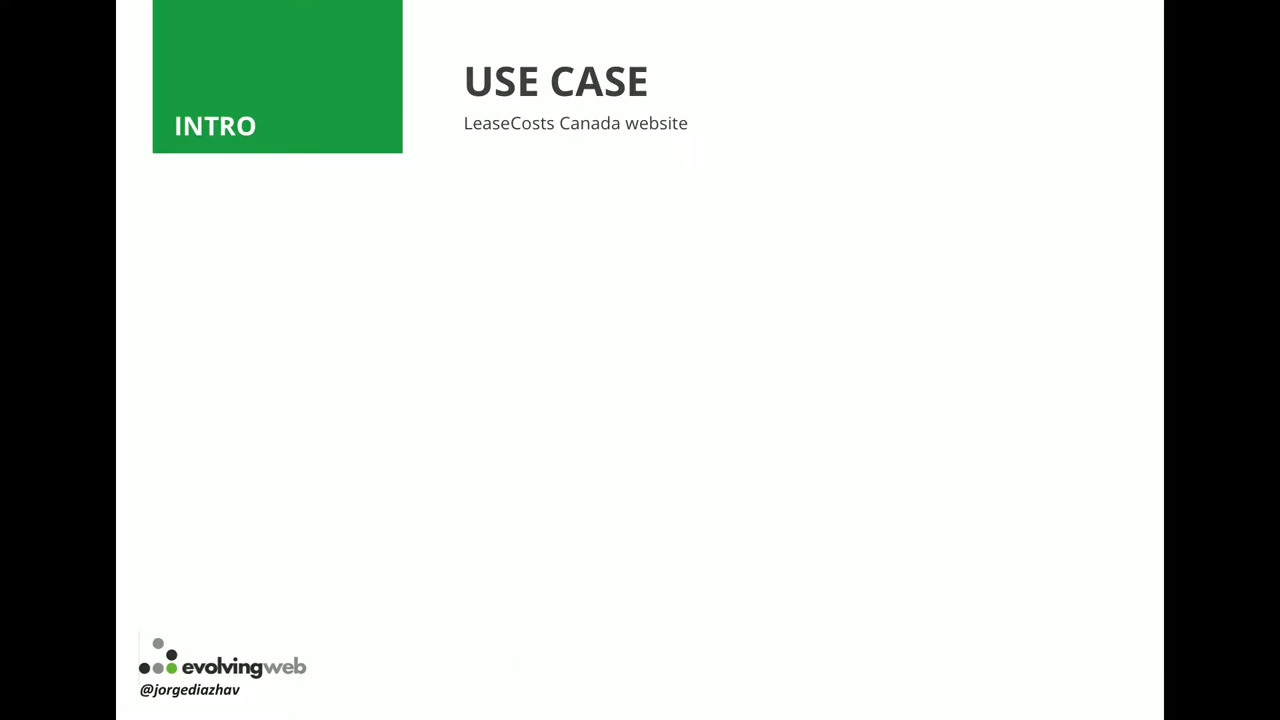 INTRO
USE CASE
LeaseCosts Canada website
evolvingweb
@jorgediazhav